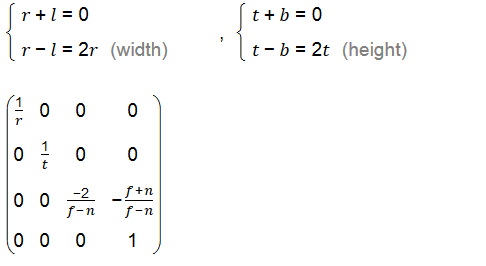 r + l = 0 t + b = 0
r − l = 2r (width) , t − b = 2t (height)
1/r 0 0 0
0 1/t 0 0
0 0 −2/f−n −f+n/f−n
0 0 0 1